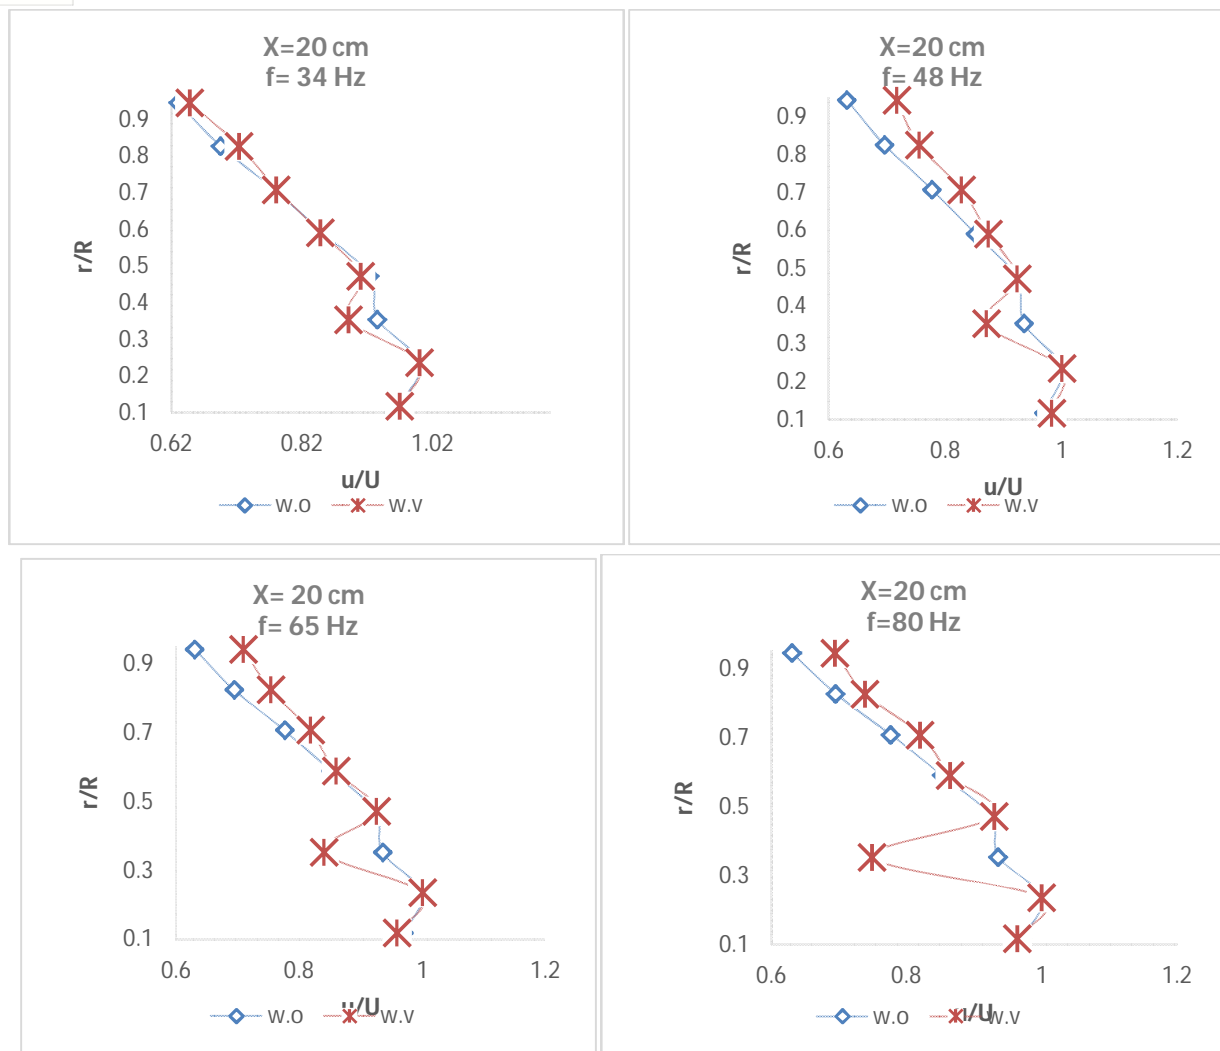 X=20 cm
f= 34 Hz
r/R
0.9
0.8
0.7
0.6
0.5
0.4
0.3
0.2
0.1
0.62
0.82
1.02
u/U
w.o
w.v
X=20 cm
f= 48 Hz
r/R
0.9
0.8
0.7
0.6
0.5
0.4
0.3
0.2
0.1
0.6
0.8
1
1.2
u/U
w.o
w.v
X= 20 cm
f= 65 Hz
r/R
0.9
0.7
0.5
0.3
0.1
0.6
0.8
1
1.2
u/U
w.o
w.v
X=20 cm
f=80 Hz
r/R
0.9
0.7
0.5
0.3
0.1
0.6
0.8
1
1.2
/U
w.o
w.v